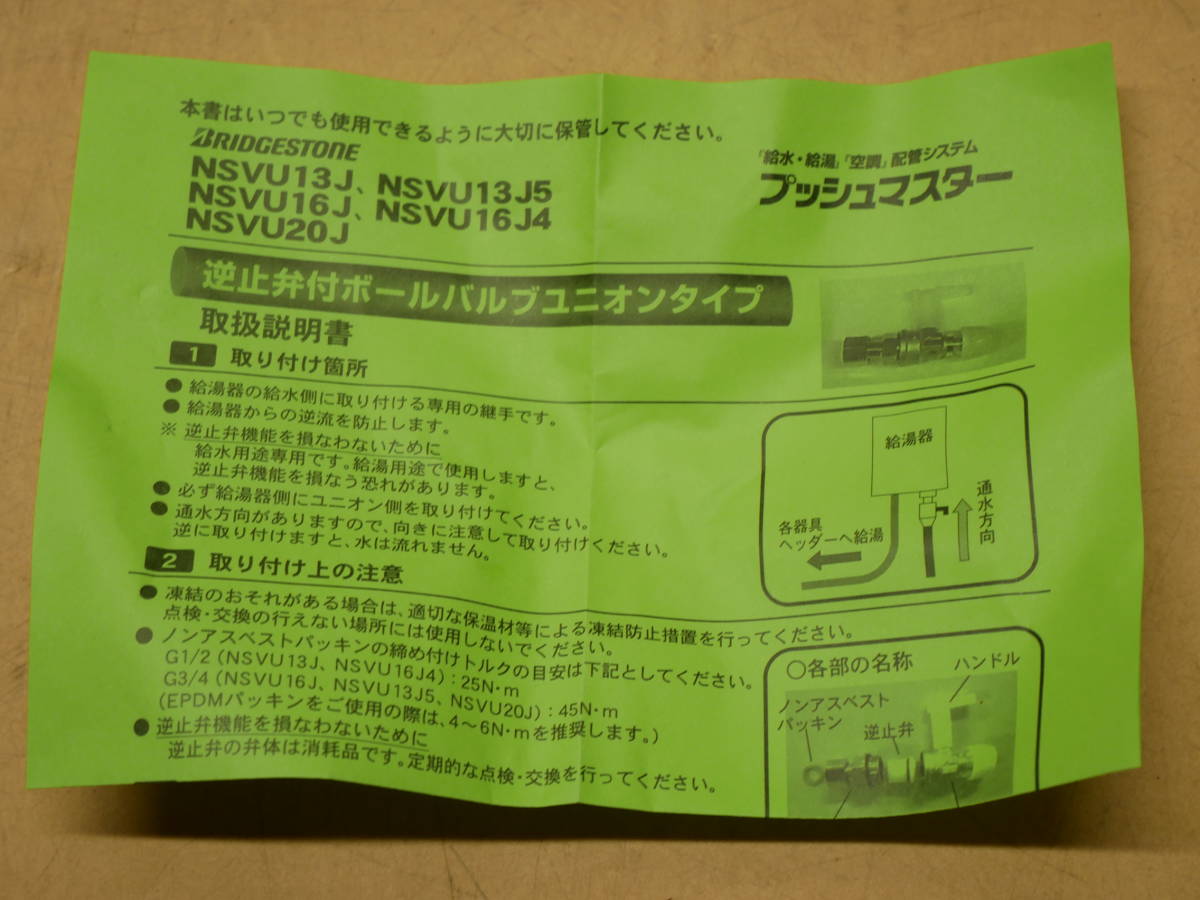 本書はいつでも使用できるように大切に保管してください。
BRIDGESTONE
NSVU13J、NSVU13J5
NSVU16J、NSVU16J4
NSVU20J
「給水・給湯」「空調」配管システム
プッシュマスター
逆止弁付ボールバルブユニオンタイプ
取扱説明書
1 取り付け箇所
● 給湯器の給水側に取り付ける専用の継手です。
● 給湯器からの逆流を防止します。
※ 逆止弁機能を損なわないために
給水用途専用です。給湯用途で使用しますと、
逆止弁機能を損なう恐れがあります。
● 必ず給湯器側にユニオン側を取り付けてください。
● 通水方向がありますので、向きに注意して取り付けください。
逆に取り付けますと、水は流れません。
給湯器
通水方向
各器具
ヘッダーへ給湯
2 取り付け上の注意
● 凍結のおそれがある場合は、適切な保温材等による凍結防止措置を行ってください。
点検・交換の行えない場所には使用しないでください。
● ノンアスベストパッキンの締め付けトルクの目安は下記としてください。
G1/2（NSVU13J、NSVU16J4）：25N・m
G3/4（NSVU16J、NSVU13J5、NSVU20J）：45N・m
（EPDMパッキンをご使用の際は、4～6N・mを推奨します。）
● 逆止弁機能を損なわないために
逆止弁の弁体は消耗品です。定期的な点検・交換を行ってください。
○各部の名称
ハンドル
ノンアスベスト
パッキン
逆止弁